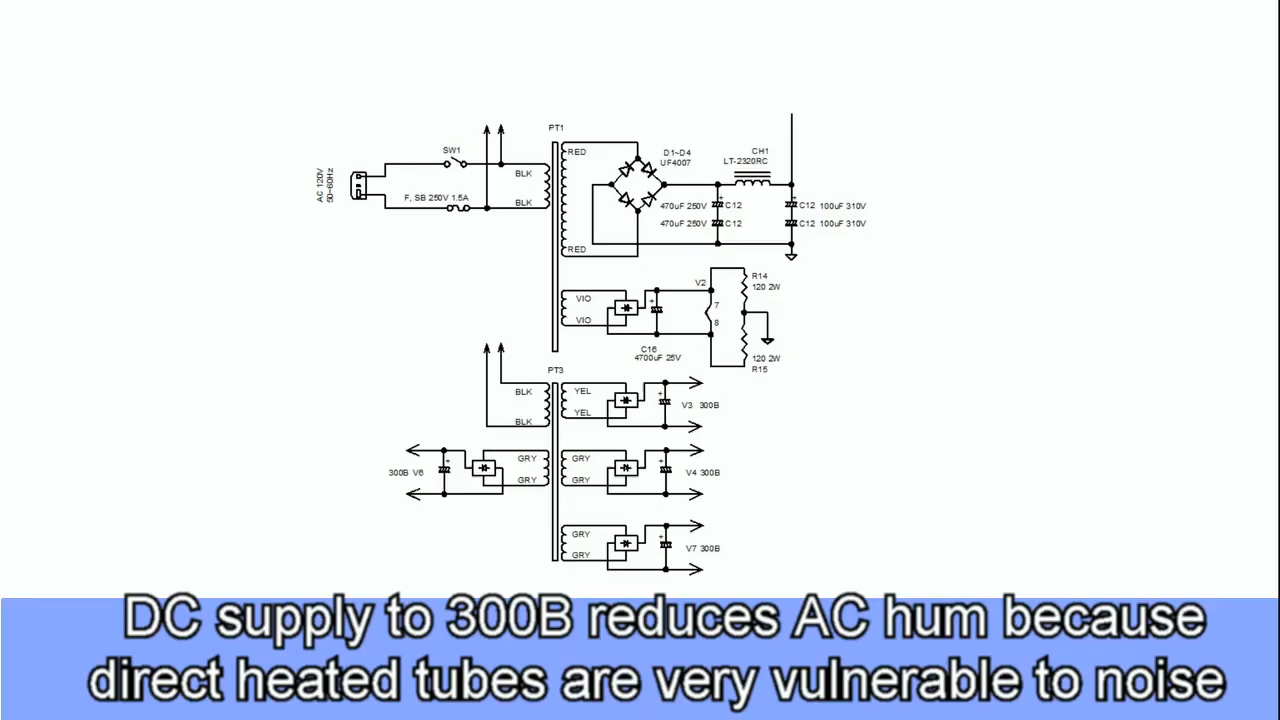 PT1
SW1
RED
D1~D4
UF4007
CH1
LT-2320RC
AC 120V
50~60Hz
BLK
F, SB 250V 1.5A
BLK
470uF 250V
C12
C12
100uF 310V
470uF 250V
C12
C12
100uF 310V
RED
V2
R14
120 2W
VIO
+
7
VIO
8
C16
4700uF 25V
120 2W
R15
PT3
BLK
YEL
+
V3 300B
BLK
YEL
300B V6
+
GRY
GRY
+
V4 300B
GRY
GRY
GRY
+
V7 300B
GRY
DC supply to 300B reduces AC hum because
direct heated tubes are very vulnerable to noise